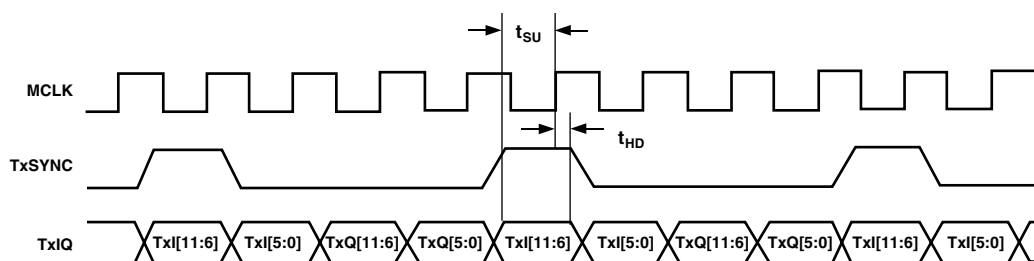 tSU
MCLK
tHD
TxSYNC
TxIQ TxI[11:6] TxI[5:0] TxQ[11:6] TxQ[5:0] TxI[11:6] TxI[5:0] TxQ[11:6] TxQ[5:0] TxI[11:6] TxI[5:0]